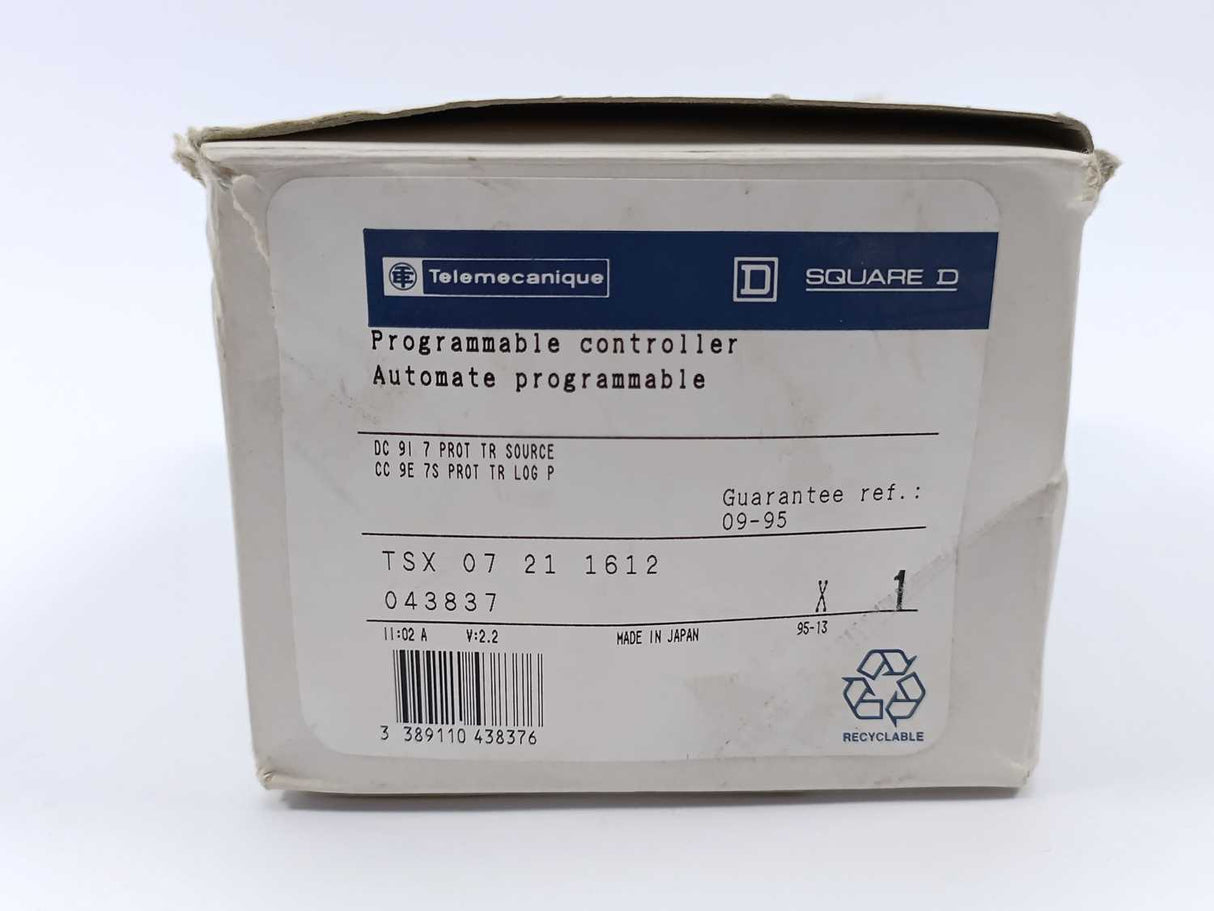 Telemecanique
D SQUARE D
Programmable controller
Automate programmable
DC 9I 7 PROT TR SOURCE
CC 9E 7S PROT TR LOG P
Guarantee ref.:
09-95
TSX 07 21 1612
043837
X 1
II:02 A V:2.2 MADE IN JAPAN 95-13
3 389110 438376
RECYCLABLE